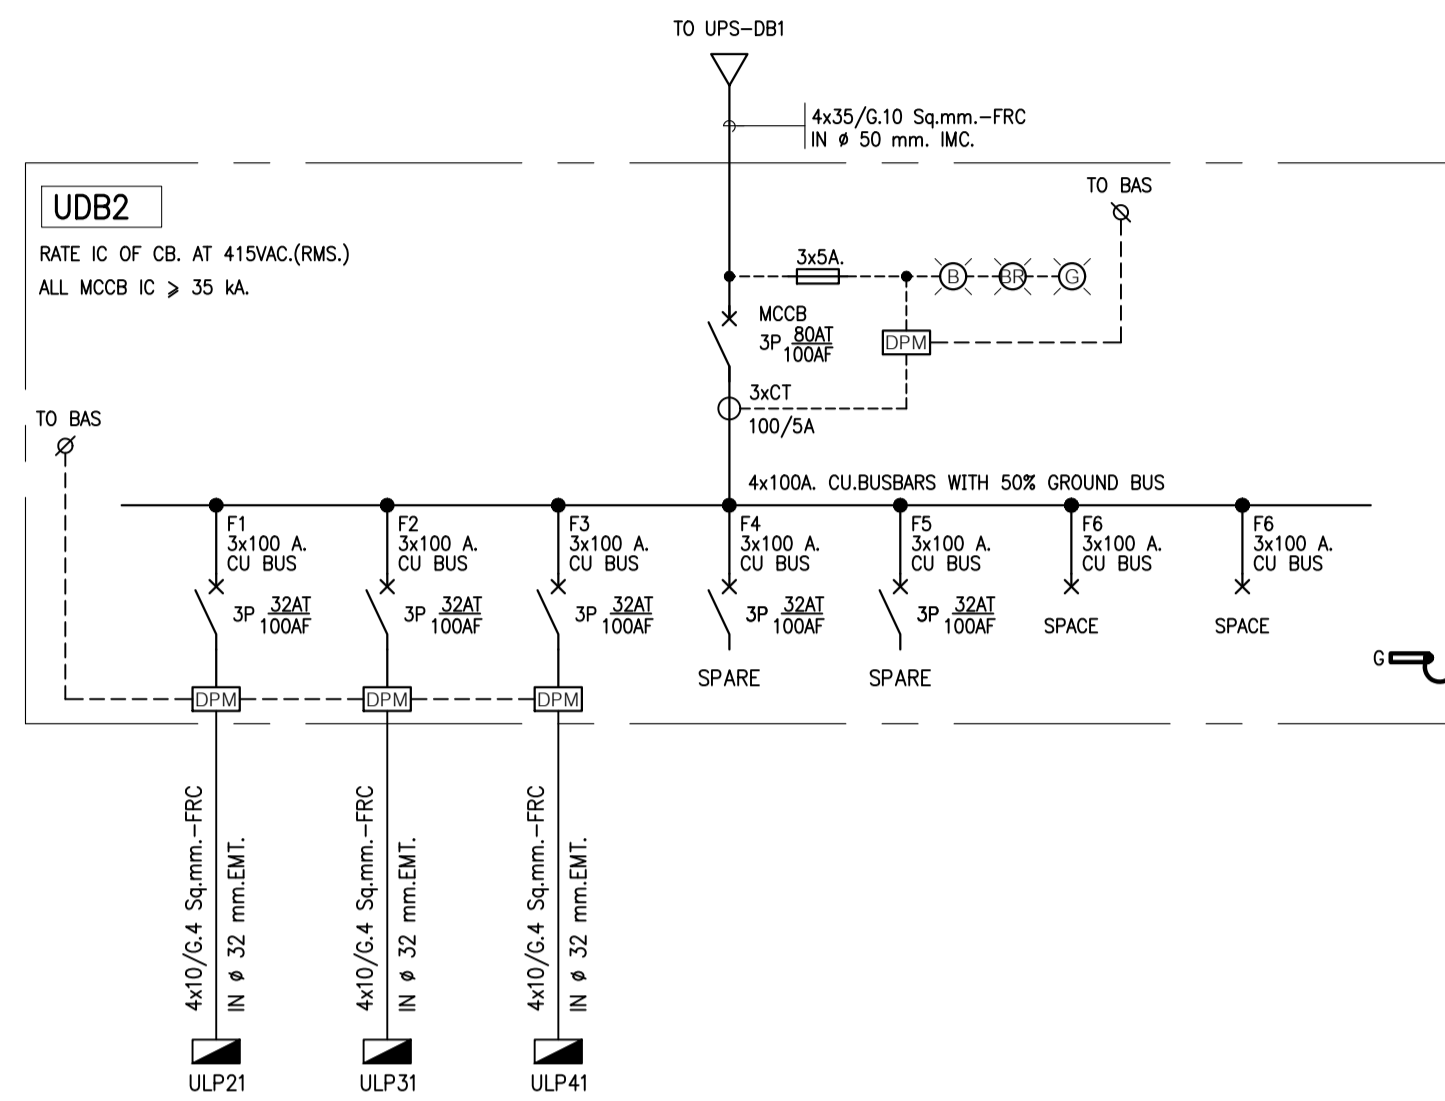 TO UPS-DB1
4x35/G.10 Sq.mm.-FRC
IN ø 50 mm. IMC.
UDB2
RATE IC OF CB. AT 415VAC.(RMS.)
ALL MCCB IC ⩾ 35 kA.
TO BAS
3x5A.
B
BR
G
MCCB
3P 80AT
100AF
DPM
3xCT
100/5A
TO BAS
4x100A. CU.BUSBARS WITH 50% GROUND BUS
F1
3x100 A.
CU BUS
3P 32AT
100AF
F2
3x100 A.
CU BUS
3P 32AT
100AF
F3
3x100 A.
CU BUS
3P 32AT
100AF
F4
3x100 A.
CU BUS
3P 32AT
100AF
SPARE
F5
3x100 A.
CU BUS
3P 32AT
100AF
SPARE
F6
3x100 A.
CU BUS
SPACE
F6
3x100 A.
CU BUS
SPACE
G
DPM
DPM
DPM
4x10/G.4 Sq.mm.-FRC
IN ø 32 mm.EMT.
4x10/G.4 Sq.mm.-FRC
IN ø 32 mm.EMT.
4x10/G.4 Sq.mm.-FRC
IN ø 32 mm.EMT.
ULP21
ULP31
ULP41